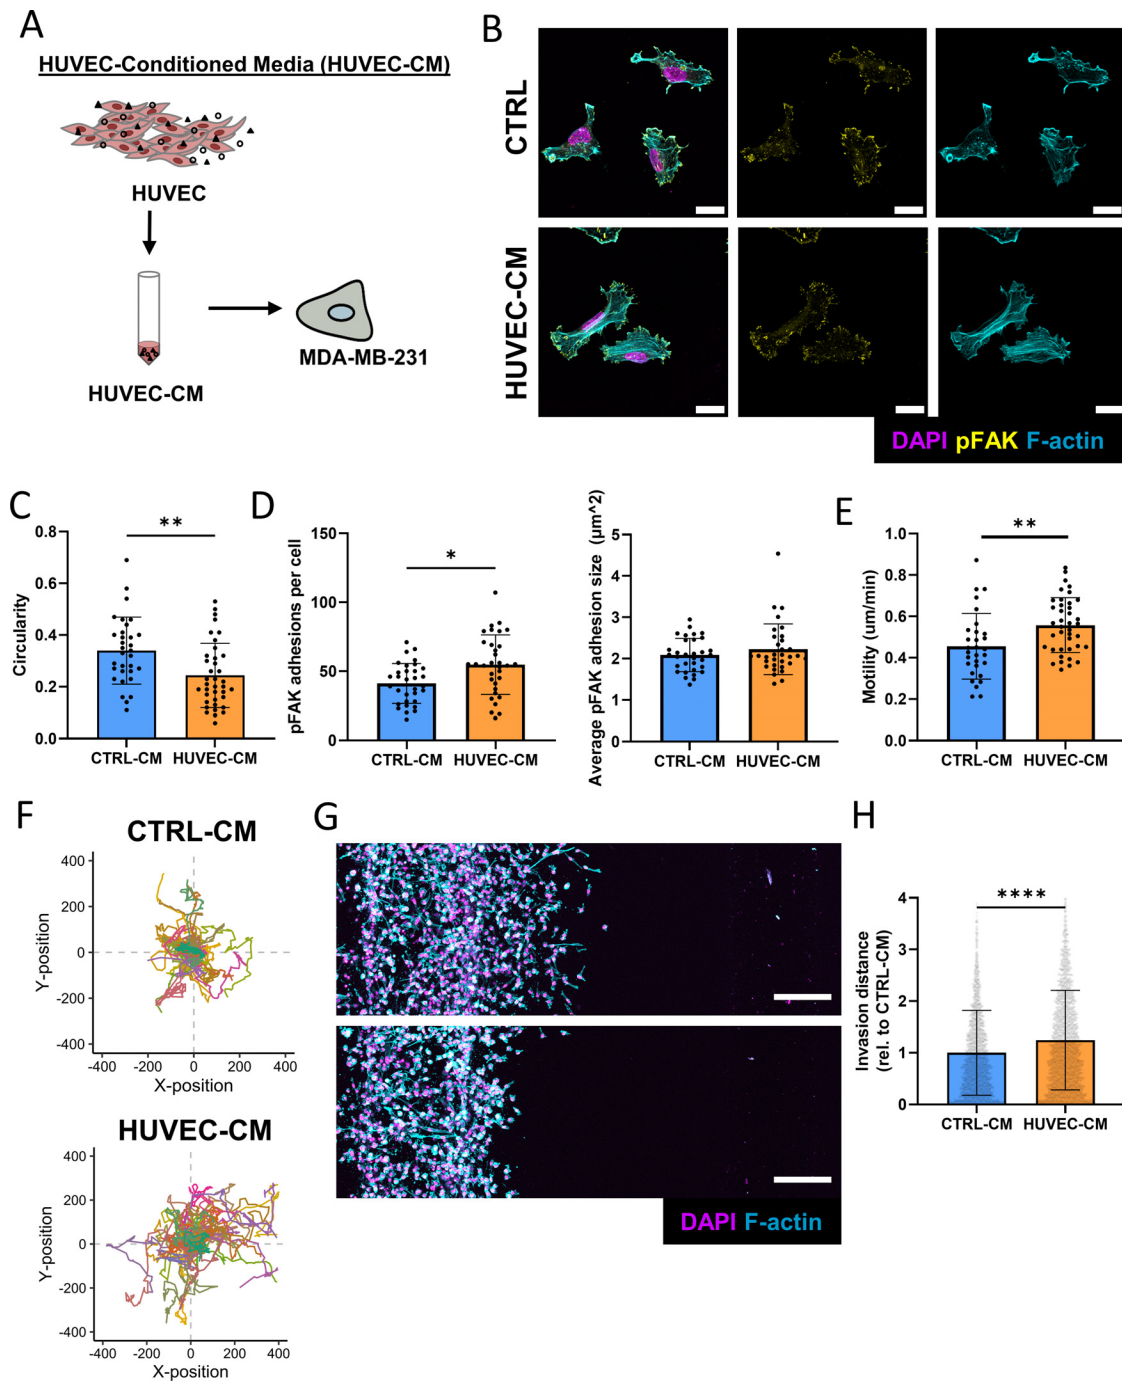 A
HUVEC-Conditioned Media (HUVEC-CM)
HUVEC
HUVEC-CM
MDA-MB-231
B
CTRL
HUVEC-CM
DAPI pFAK F-actin
C
**
Circularity
0.8
0.6
0.4
0.2
0.0
CTRL-CM HUVEC-CM
D
*
pFAK adhesions per cell
150
100
50
0
CTRL-CM HUVEC-CM
Average pFAK adhesion size (µm^2)
5
4
3
2
1
0
CTRL-CM HUVEC-CM
E
**
Motility (um/min)
1.0
0.8
0.6
0.4
0.2
0.0
CTRL-CM HUVEC-CM
F
CTRL-CM
Y-position
400
200
0
-200
-400
-400 -200 0 200 400
X-position
HUVEC-CM
Y-position
400
200
0
-200
-400
-400 -200 0 200 400
X-position
G
DAPI F-actin
H
****
Invasion distance
(rel. to CTRL-CM)
4
3
2
1
0
CTRL-CM HUVEC-CM